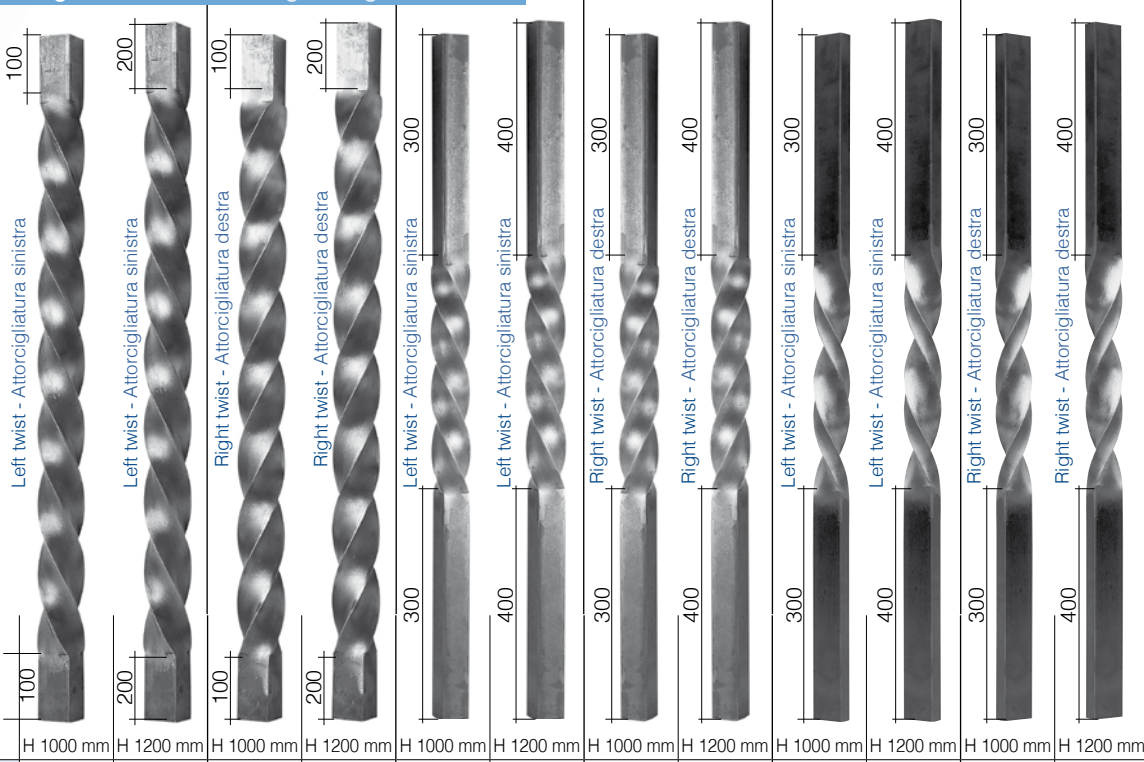 100
200
100
200
300
400
300
400
300
400
300
400
Left twist - Attorcigliatura sinistra
Left twist - Attorcigliatura sinistra
Right twist - Attorcigliatura destra
Right twist - Attorcigliatura destra
Left twist - Attorcigliatura sinistra
Left twist - Attorcigliatura sinistra
Right twist - Attorcigliatura destra
Right twist - Attorcigliatura destra
Left twist - Attorcigliatura sinistra
Left twist - Attorcigliatura sinistra
Right twist - Attorcigliatura destra
Right twist - Attorcigliatura destra
100
200
100
200
300
400
300
400
300
400
300
400
H 1000 mm
H 1200 mm
H 1000 mm
H 1200 mm
H 1000 mm
H 1200 mm
H 1000 mm
H 1200 mm
H 1000 mm
H 1200 mm
H 1000 mm
H 1200 mm